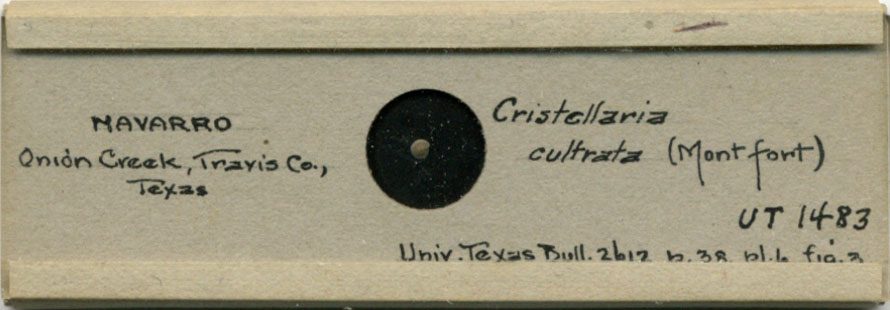 NAVARRO
Onion Creek, Travis Co.,
Texas
Cristellaria
cultrata (Montfort)
UT 1483
Univ. Texas Bull. 2612 p. 38 pl. 6 fig. 3